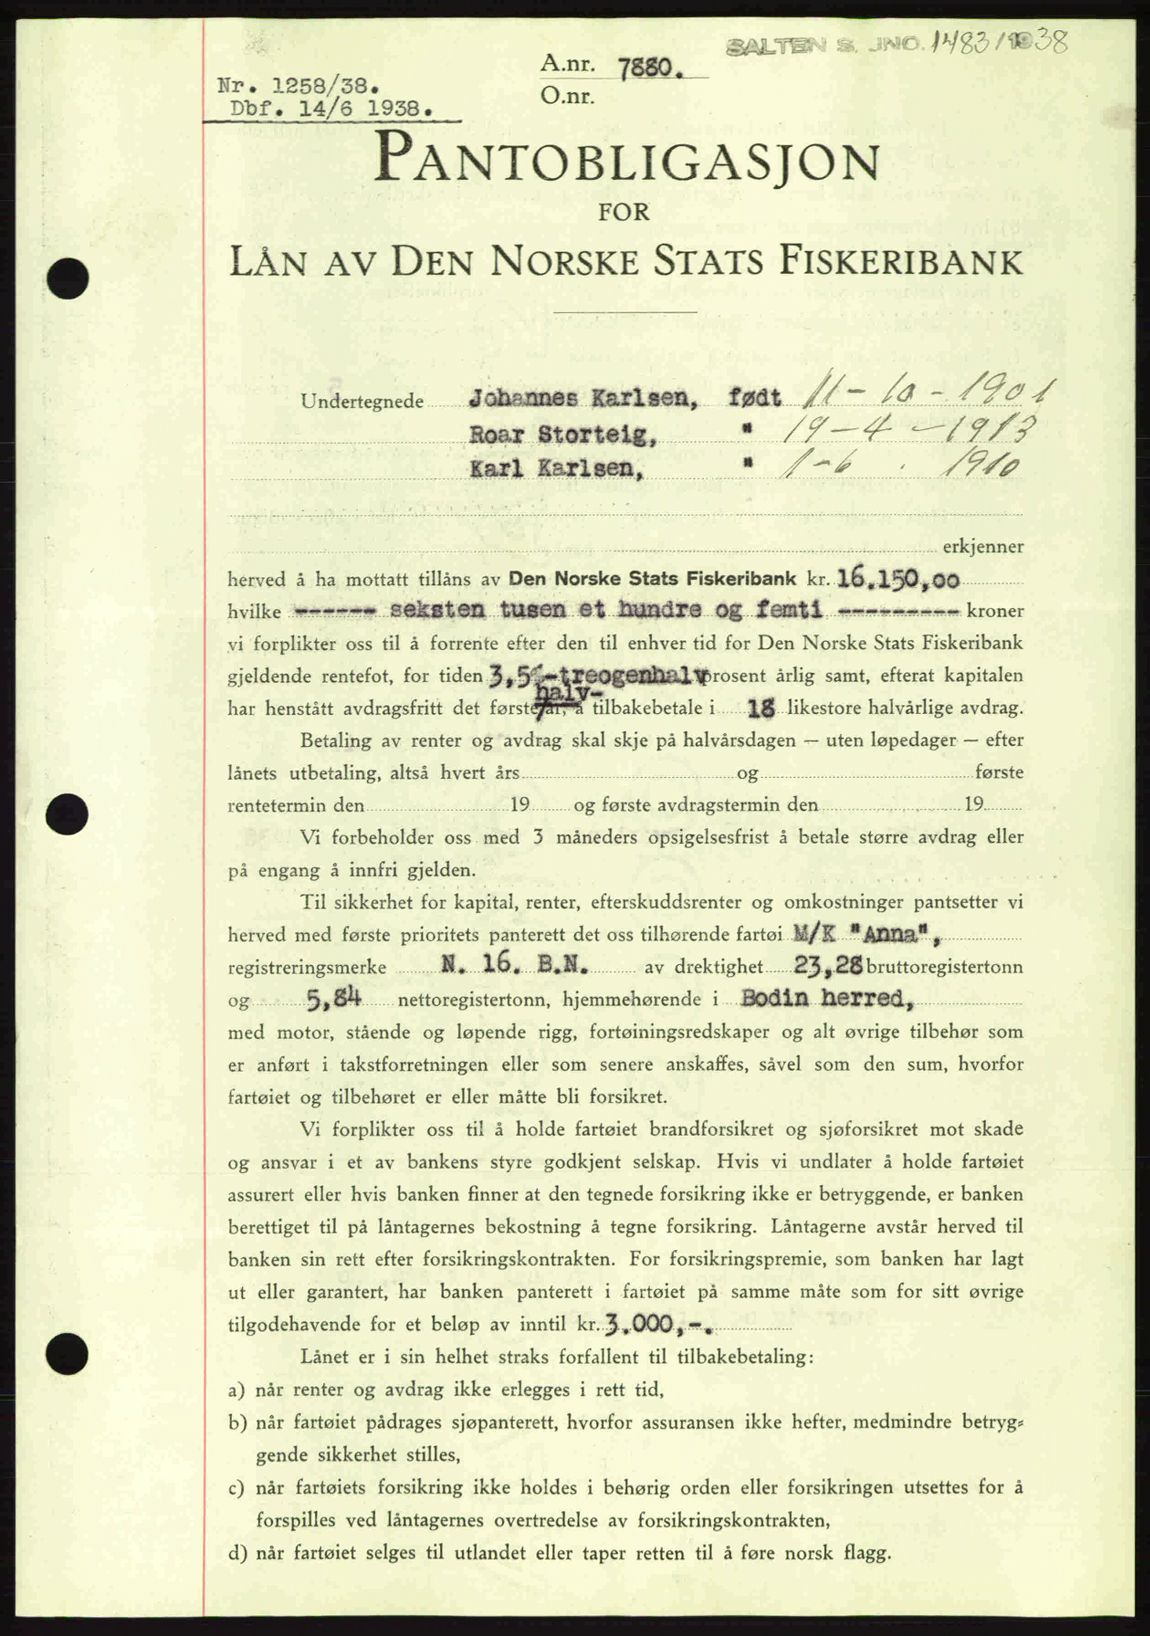 SALTEN S. JNO. 1483/1938
A.nr. 7880.
Nr. 1258/38.
O.nr.
Dbf. 14/6 1938.
PANTOBLIGASJON
FOR
LÅN AV DEN NORSKE STATS FISKERIBANK
Undertegnede Johannes Karlsen, født 11-10-1901
Roar Storteig, " 19-4-1913
Karl Karlsen, " 1-6. 1910
erkjenner
herved å ha mottatt tillåns av Den Norske Stats Fiskeribank kr. 16.150,00
hvilke ------ seksten tusen et hundre og femti --------- kroner
vi forplikter oss til å forrente efter den til enhver tid for Den Norske Stats Fiskeribank
gjeldende rentefot, for tiden 3,5 -treogenhalv prosent årlig samt, efterat kapitalen
halv-
har henstått avdragsfritt det første år, å tilbakebetale i 18 likestore halvårlige avdrag.
Betaling av renter og avdrag skal skje på halvårsdagen — uten løpedager — efter
lånets utbetaling, altså hvert års og første
rentetermin den 19 og første avdragstermin den 19
Vi forbeholder oss med 3 måneders opsigelsesfrist å betale større avdrag eller
på engang å innfri gjelden.
Til sikkerhet for kapital, renter, efterskuddsrenter og omkostninger pantsetter vi
herved med første prioritets panterett det oss tilhørende fartøi M/K "Anna",
registreringsmerke N. 16. B.N. av drektighet 23,28 bruttoregistertonn
og 5,84 nettoregistertonn, hjemmehørende i Bodin herred,
med motor, stående og løpende rigg, fortøiningsredskaper og alt øvrige tilbehør som
er anført i takstforretningen eller som senere anskaffes, såvel som den sum, hvorfor
fartøiet og tilbehøret er eller måtte bli forsikret.
Vi forplikter oss til å holde fartøiet brandforsikret og sjøforsikret mot skade
og ansvar i et av bankens styre godkjent selskap. Hvis vi undlater å holde fartøiet
assurert eller hvis banken finner at den tegnede forsikring ikke er betryggende, er banken
berettiget til på låntagernes bekostning å tegne forsikring. Låntagerne avstår herved til
banken sin rett efter forsikringskontrakten. For forsikringspremie, som banken har lagt
ut eller garantert, har banken panterett i fartøiet på samme måte som for sitt øvrige
tilgodehavende for et beløp av inntil kr. 3.000,-.
Lånet er i sin helhet straks forfallent til tilbakebetaling:
a) når renter og avdrag ikke erlegges i rett tid,
b) når fartøiet pådrages sjøpanterett, hvorfor assuransen ikke hefter, medmindre betryg-
gende sikkerhet stilles,
c) når fartøiets forsikring ikke holdes i behørig orden eller forsikringen utsettes for å
forspilles ved låntagernes overtredelse av forsikringskontrakten,
d) når fartøiet selges til utlandet eller taper retten til å føre norsk flagg.